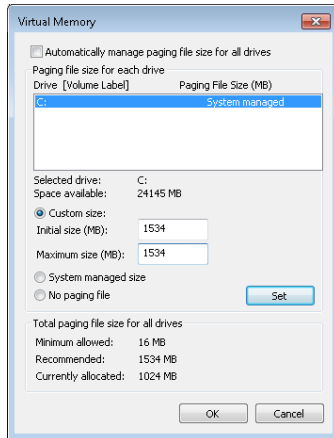 Virtual Memory
Automatically manage paging file size for all drives
Paging file size for each drive
Drive [Volume Label] Paging File Size (MB)
C: System managed
Selected drive: C:
Space available: 24145 MB
Custom size:
Initial size (MB): 1534
Maximum size (MB): 1534
System managed size
No paging file Set
Total paging file size for all drives
Minimum allowed: 16 MB
Recommended: 1534 MB
Currently allocated: 1024 MB
OK Cancel